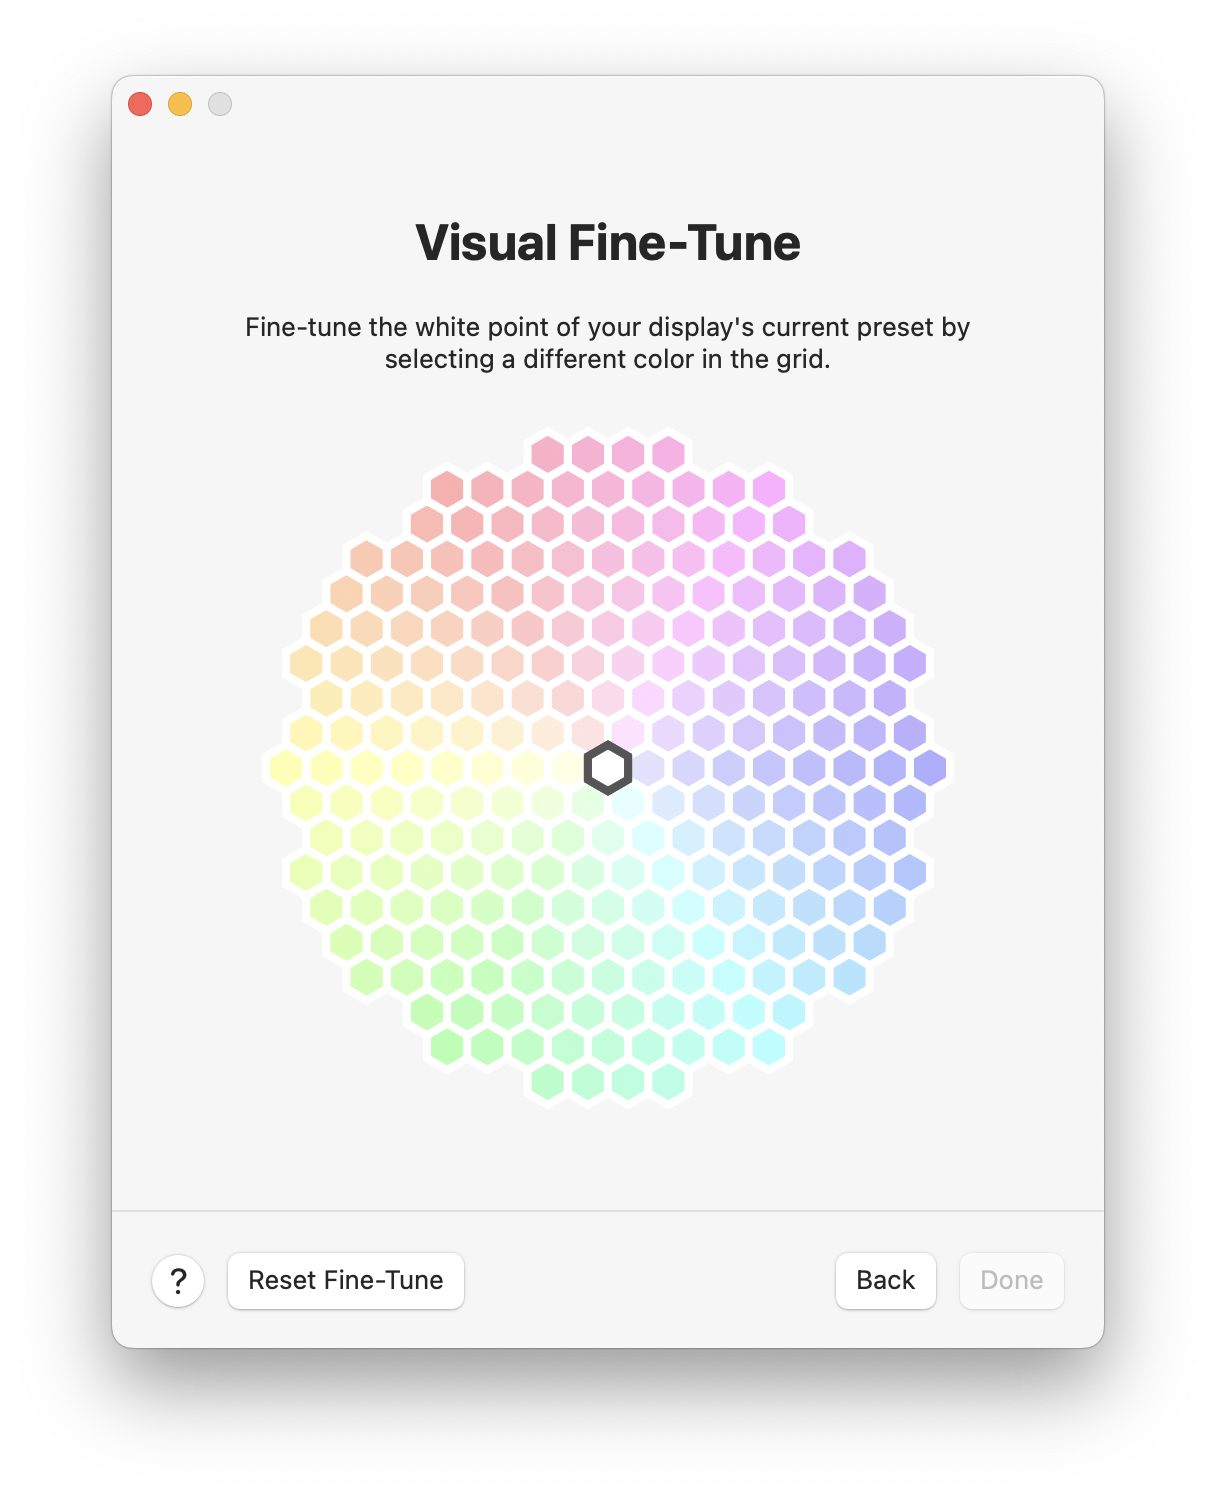 Visual Fine-Tune
Fine-tune the white point of your display's current preset by
selecting a different color in the grid.
?
Reset Fine-Tune
Back
Done